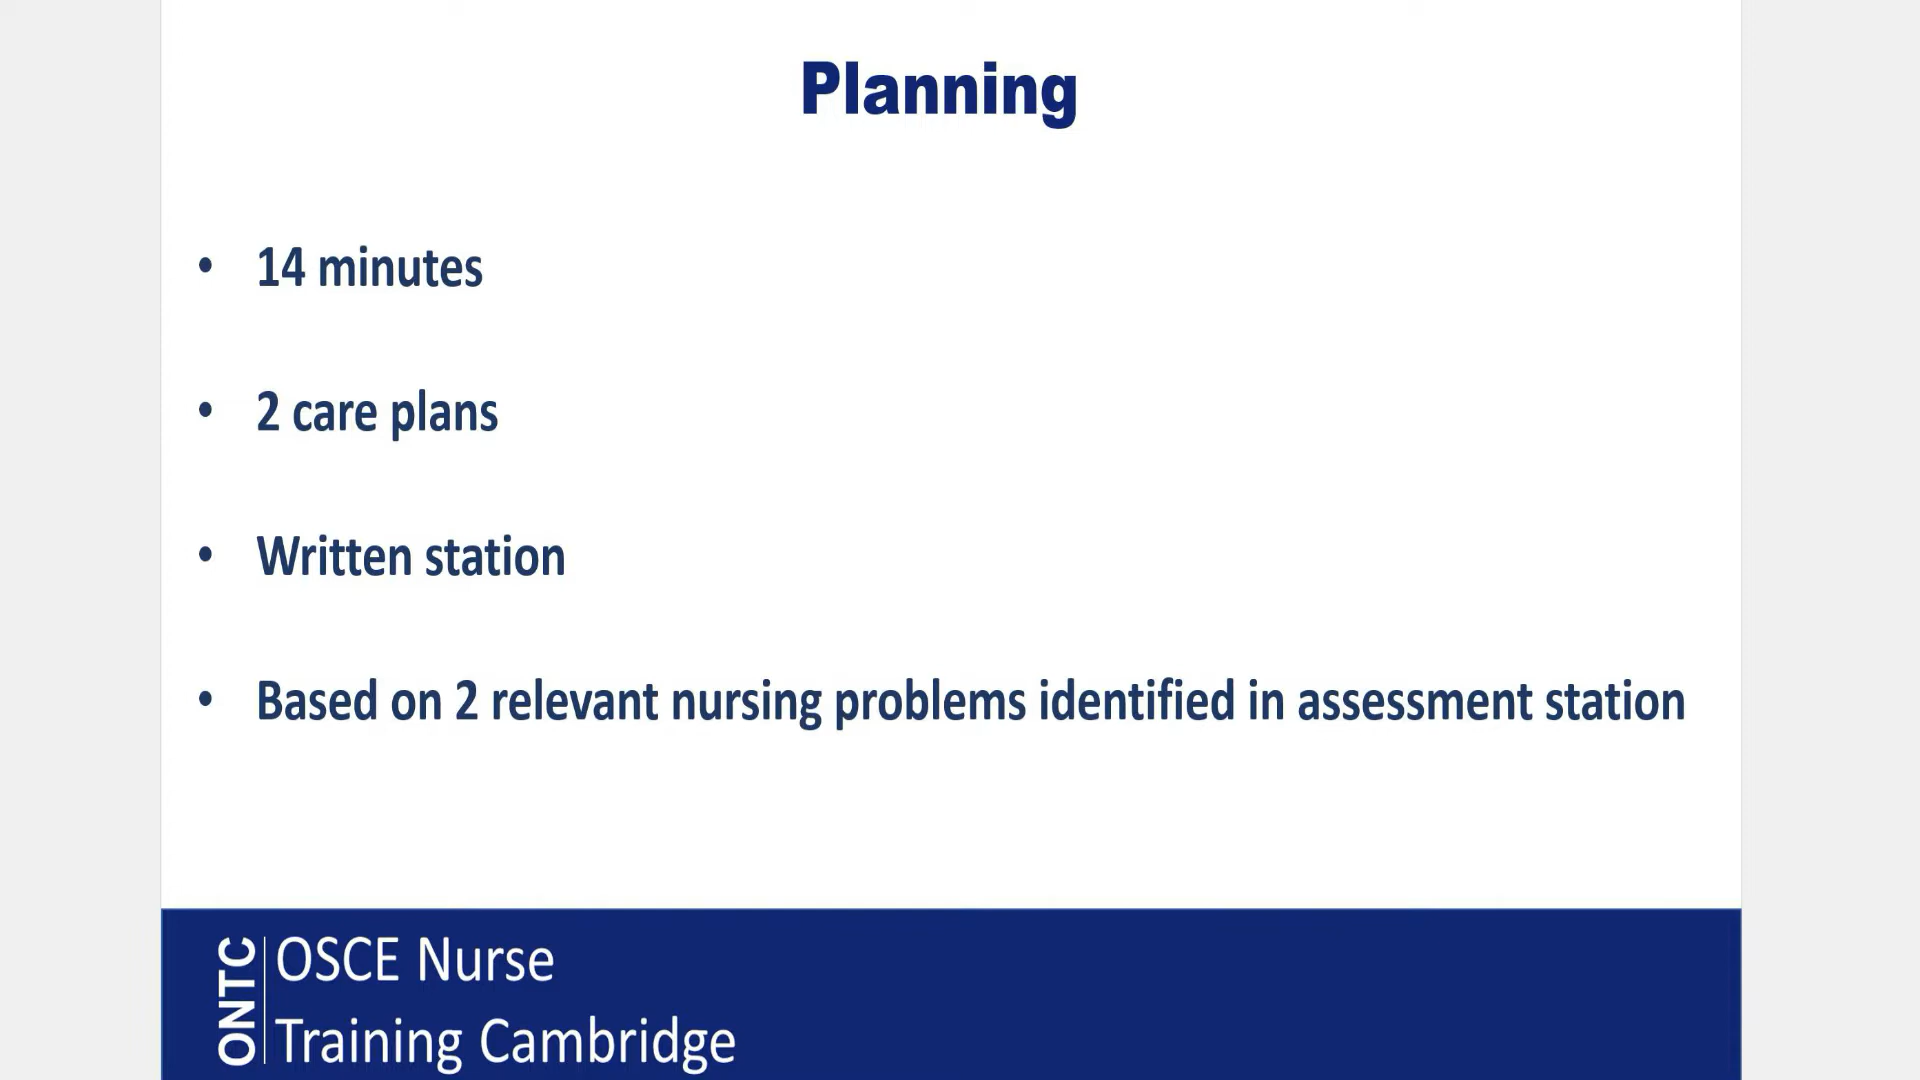 Planning
• 14 minutes
• 2 care plans
• Written station
• Based on 2 relevant nursing problems identified in assessment station
ONTC
OSCE Nurse
Training Cambridge